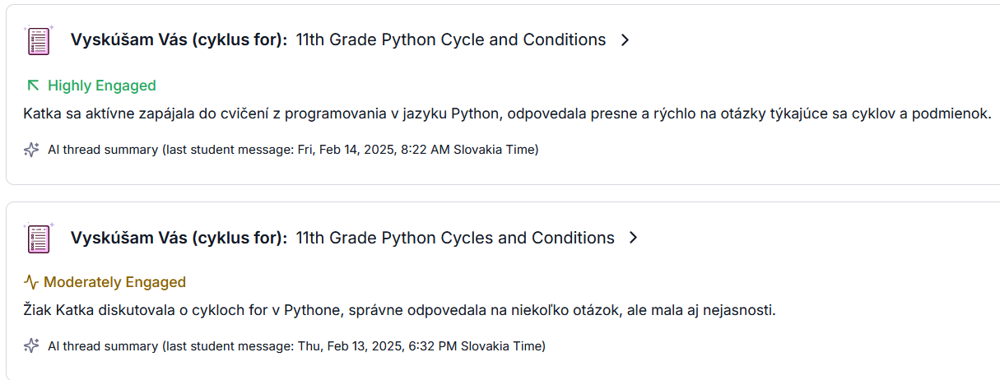 Vyskúšam Vás (cyklus for): 11th Grade Python Cycle and Conditions
Highly Engaged
Katka sa aktívne zapájala do cvičení z programovania v jazyku Python, odpovedala presne a rýchlo na otázky týkajúce sa cyklov a podmienok.
AI thread summary (last student message: Fri, Feb 14, 2025, 8:22 AM Slovakia Time)
Vyskúšam Vás (cyklus for): 11th Grade Python Cycles and Conditions
Moderately Engaged
Žiak Katka diskutovala o cykloch for v Pythone, správne odpovedala na niekoľko otázok, ale mala aj nejasnosti.
AI thread summary (last student message: Thu, Feb 13, 2025, 6:32 PM Slovakia Time)